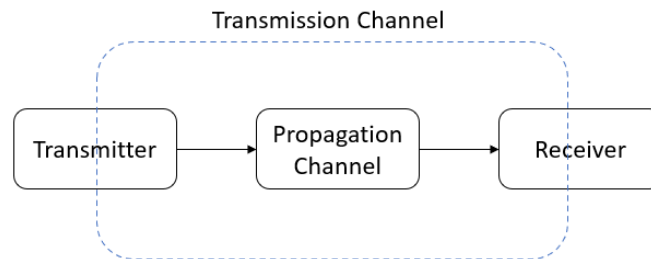 Transmission Channel
Transmitter
Propagation
Channel
Receiver